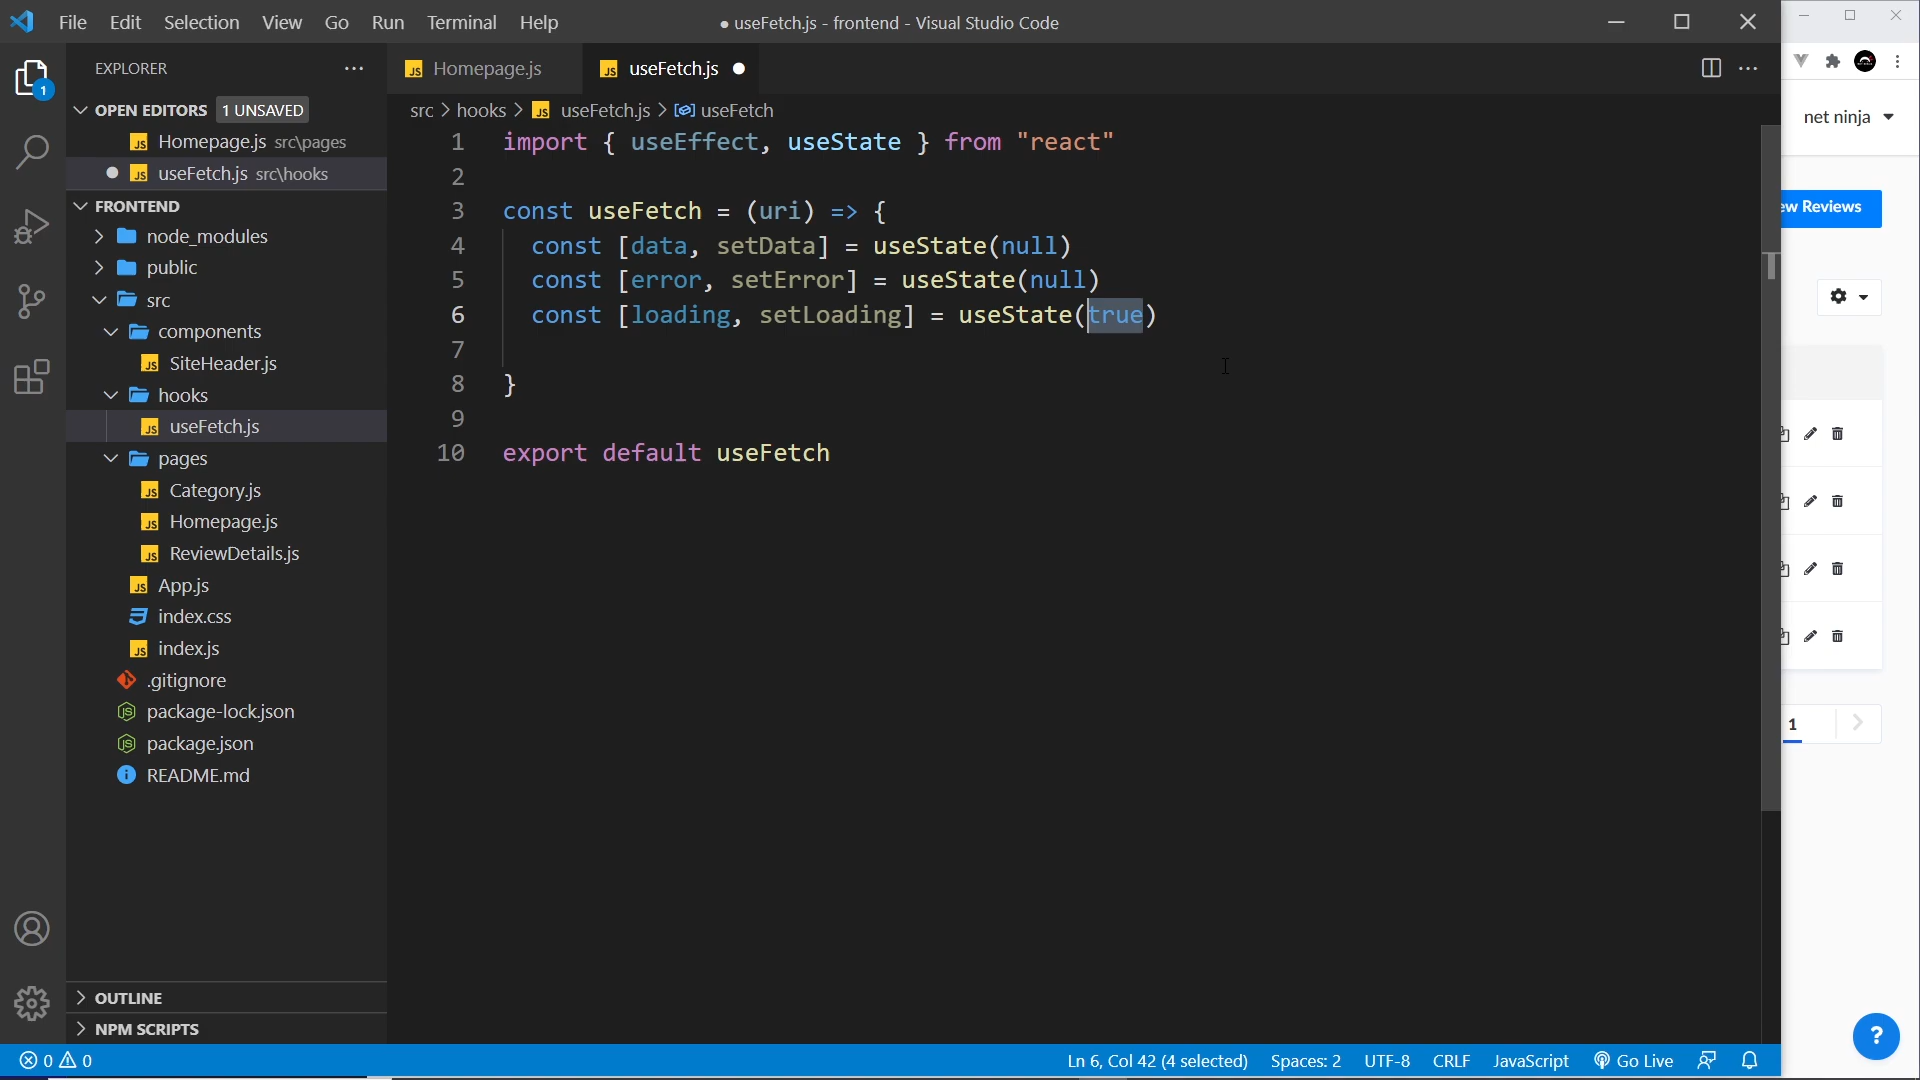 File Edit Selection View Go Run Terminal Help
● useFetch.js - frontend - Visual Studio Code
EXPLORER
OPEN EDITORS 1 UNSAVED
Homepage.js src\pages
useFetch.js src\hooks
FRONTEND
node_modules
public
src
components
SiteHeader.js
hooks
useFetch.js
pages
Category.js
Homepage.js
ReviewDetails.js
App.js
index.css
index.js
.gitignore
package-lock.json
package.json
README.md
OUTLINE
NPM SCRIPTS
1
Homepage.js
useFetch.js
src > hooks > useFetch.js > useFetch
1 import { useEffect, useState } from "react"
2
3 const useFetch = (uri) => {
4 const [data, setData] = useState(null)
5 const [error, setError] = useState(null)
6 const [loading, setLoading] = useState(true)
7
8 }
9
10 export default useFetch
net ninja
ew Reviews
1
?
0 0
Ln 6, Col 42 (4 selected) Spaces: 2 UTF-8 CRLF JavaScript Go Live